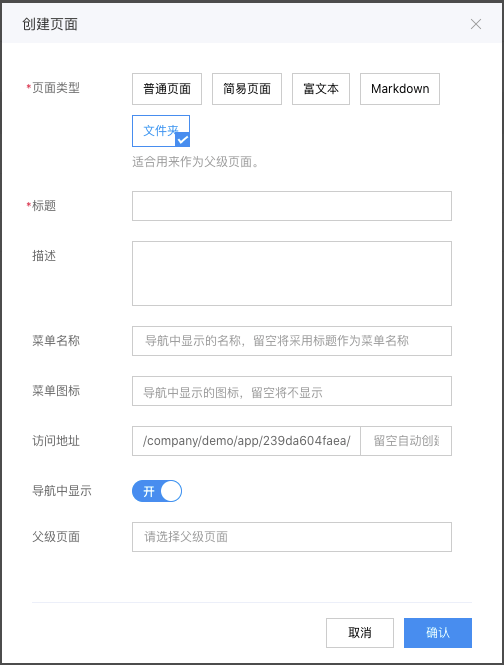 创建页面
*页面类型
普通页面 简易页面 富文本 Markdown
文件夹
适合用来作为父级页面。
*标题
描述
菜单名称 导航中显示的名称，留空将采用标题作为菜单名称
菜单图标 导航中显示的图标，留空将不显示
访问地址 /company/demo/app/239da604faea/ 留空自动创建
导航中显示 开
父级页面 请选择父级页面
取消 确认